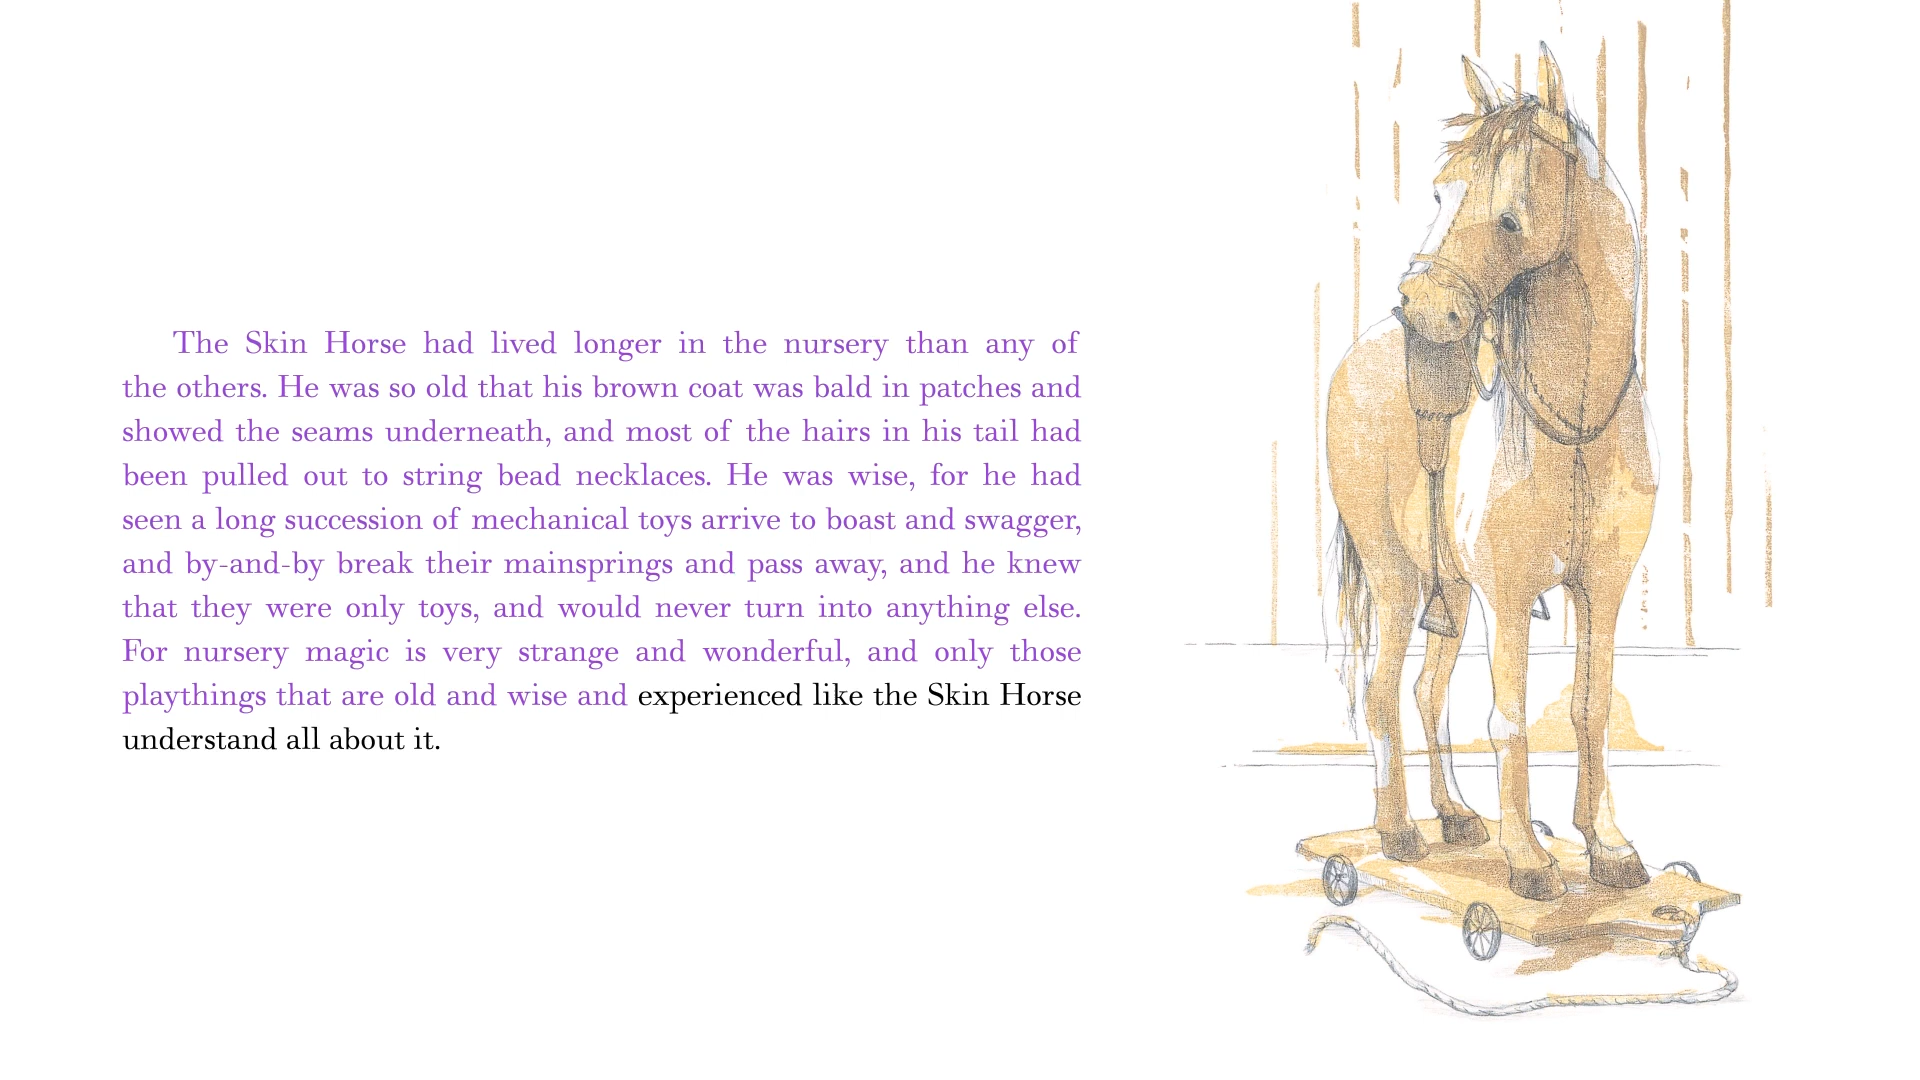 The Skin Horse had lived longer in the nursery than any of
the others. He was so old that his brown coat was bald in patches and
showed the seams underneath, and most of the hairs in his tail had
been pulled out to string bead necklaces. He was wise, for he had
seen a long succession of mechanical toys arrive to boast and swagger,
and by-and-by break their mainsprings and pass away, and he knew
that they were only toys, and would never turn into anything else.
For nursery magic is very strange and wonderful, and only those
playthings that are old and wise and experienced like the Skin Horse
understand all about it.